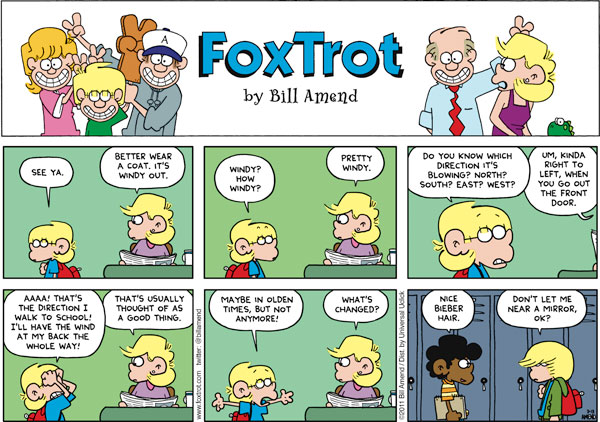 A
FOXTROT
by Bill Amend
SEE YA.
BETTER WEAR
A COAT. IT'S
WINDY OUT.
WINDY?
HOW
WINDY?
PRETTY
WINDY.
DO YOU KNOW WHICH
DIRECTION IT'S
BLOWING? NORTH?
SOUTH? EAST? WEST?
UM, KINDA
RIGHT TO
LEFT, WHEN
YOU GO OUT
THE FRONT
DOOR.
AAAA! THAT'S
THE DIRECTION I
WALK TO SCHOOL!
I'LL HAVE THE WIND
AT MY BACK THE
WHOLE WAY!
THAT'S USUALLY
THOUGHT OF AS
A GOOD THING.
www.foxtrot.com twitter: @billamend
MAYBE IN OLDEN
TIMES, BUT NOT
ANYMORE!
WHAT'S
CHANGED?
©2011 Bill Amend / Dist. by Universal Uclick
NICE
BIEBER
HAIR.
DON'T LET ME
NEAR A MIRROR,
OK?
AMEND